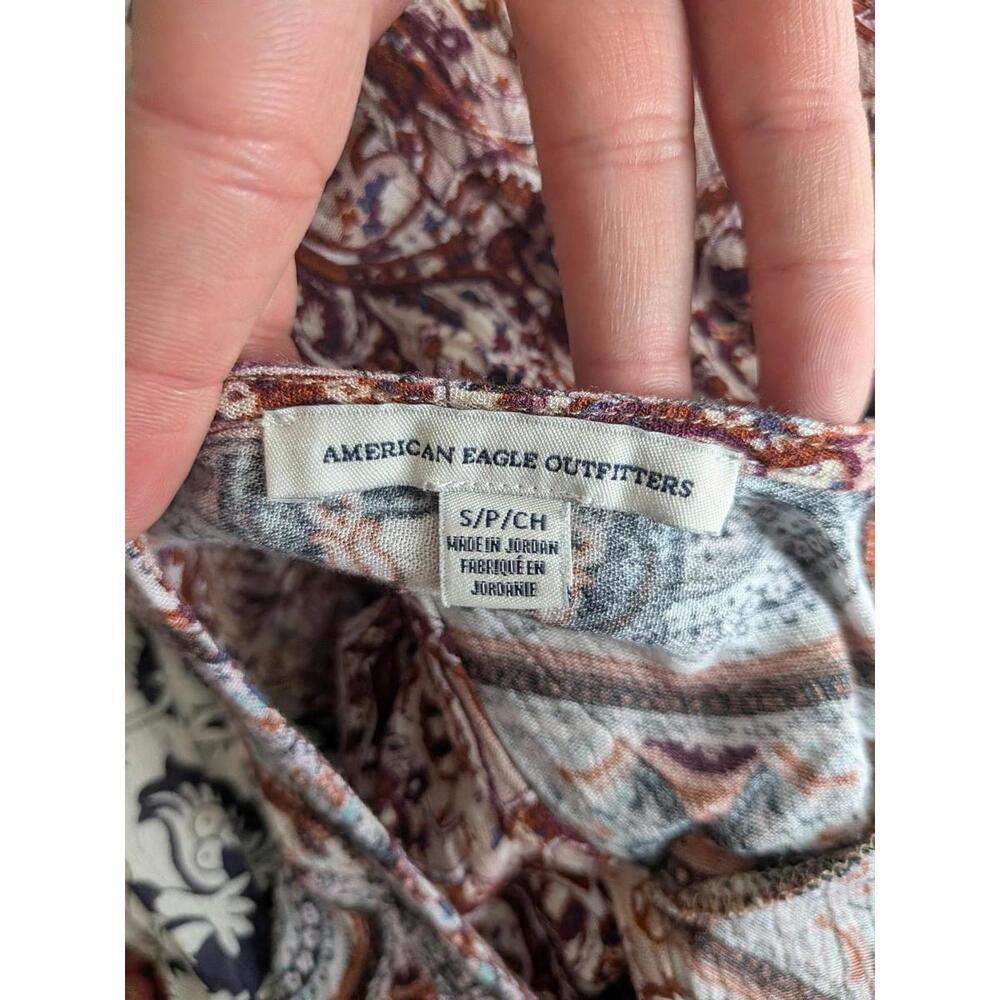 AMERICAN EAGLE OUTFITTERS
S/P/CH
MADE IN JORDAN
FABRIQUÉ EN
JORDANIE